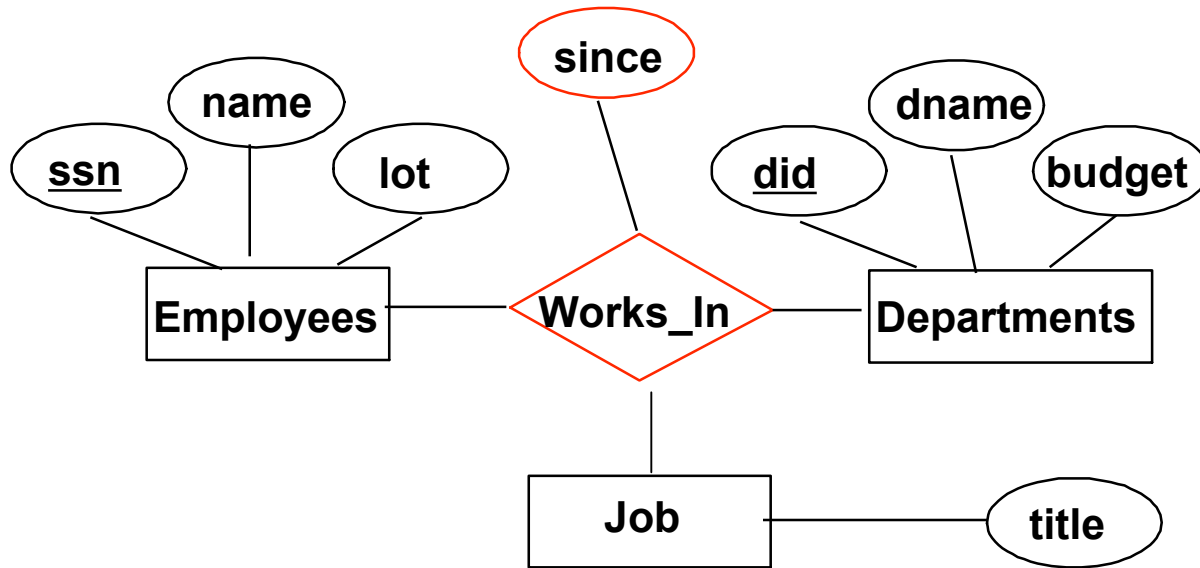 since
name
dname
ssn
lot
did
budget
Employees
Works_In
Departments
Job
title